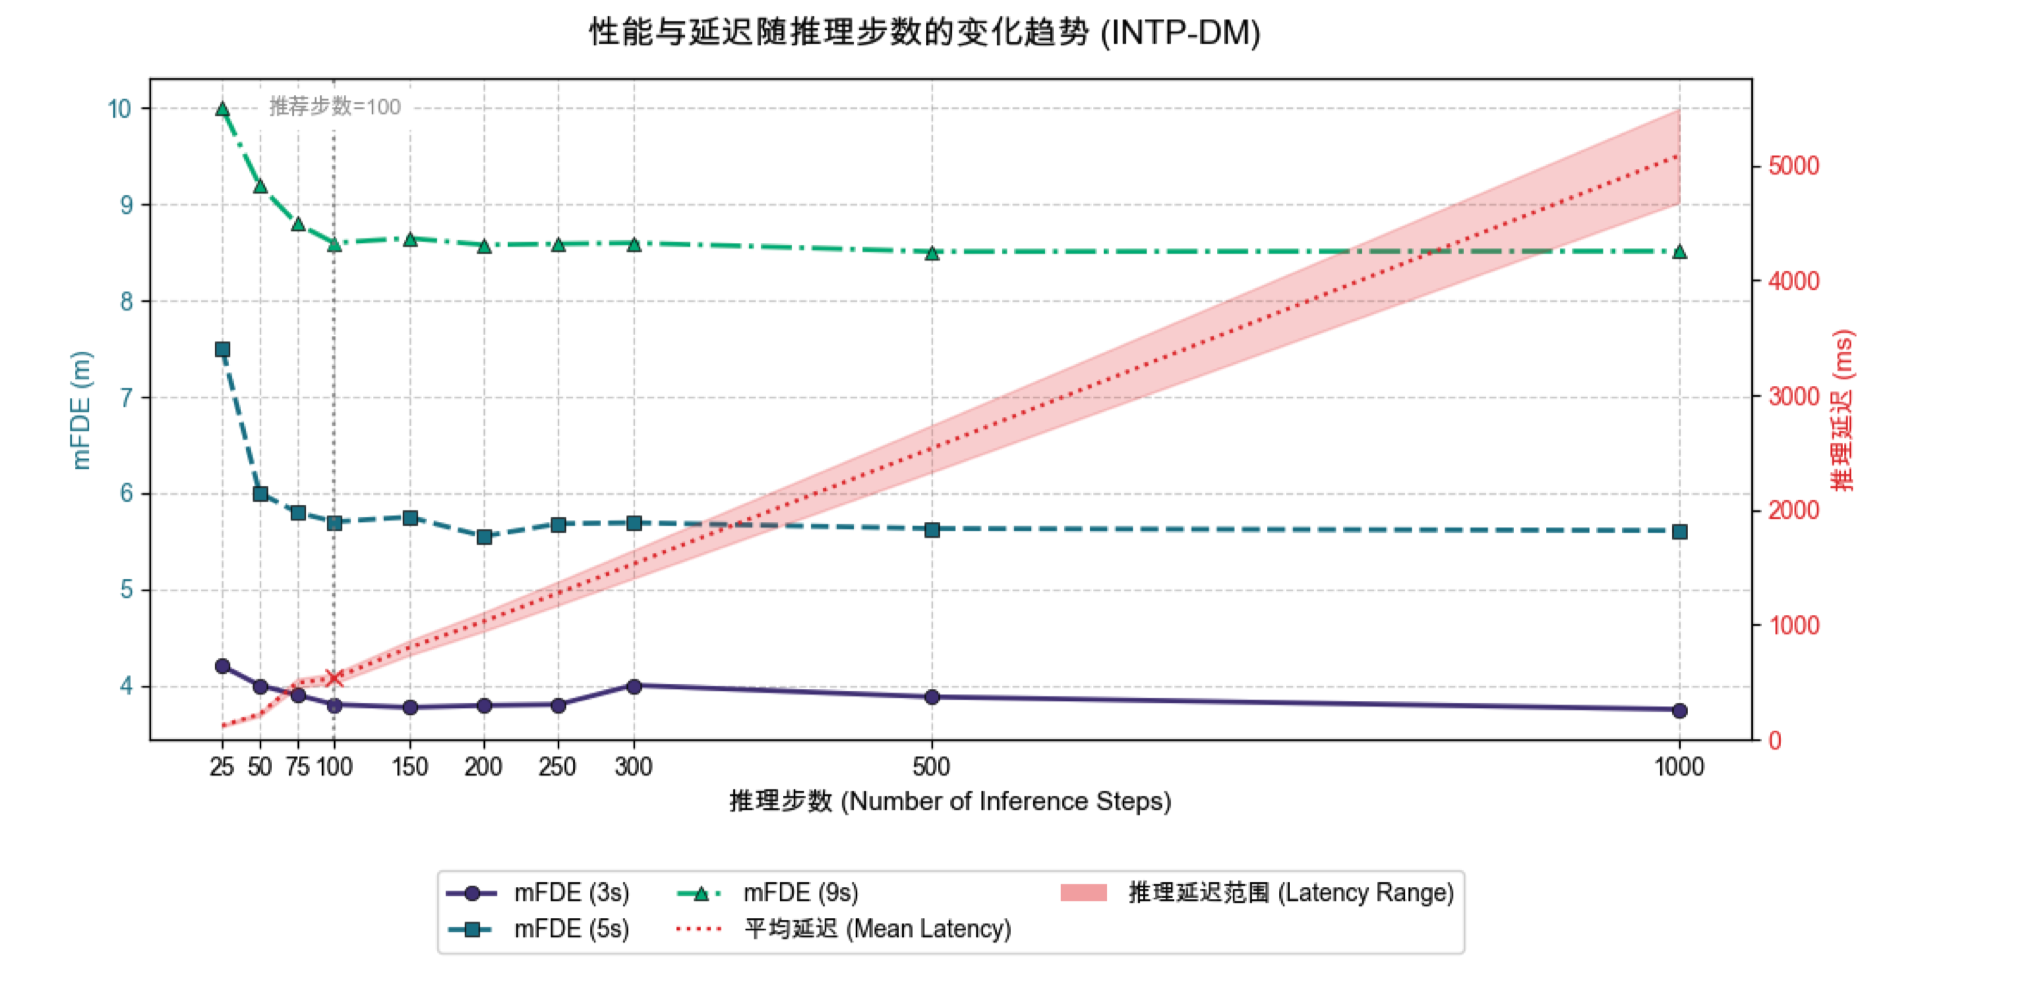 性能与延迟随推理步数的变化趋势 (INTP-DM)
推荐步数=100
10
9
8
7
6
5
4
mFDE (m)
5000
4000
3000
2000
1000
0
推理延迟 (ms)
25 50 75 100 150 200 250 300 500 1000
推理步数 (Number of Inference Steps)
mFDE (3s) mFDE (9s) 推理延迟范围 (Latency Range)
mFDE (5s) 平均延迟 (Mean Latency)